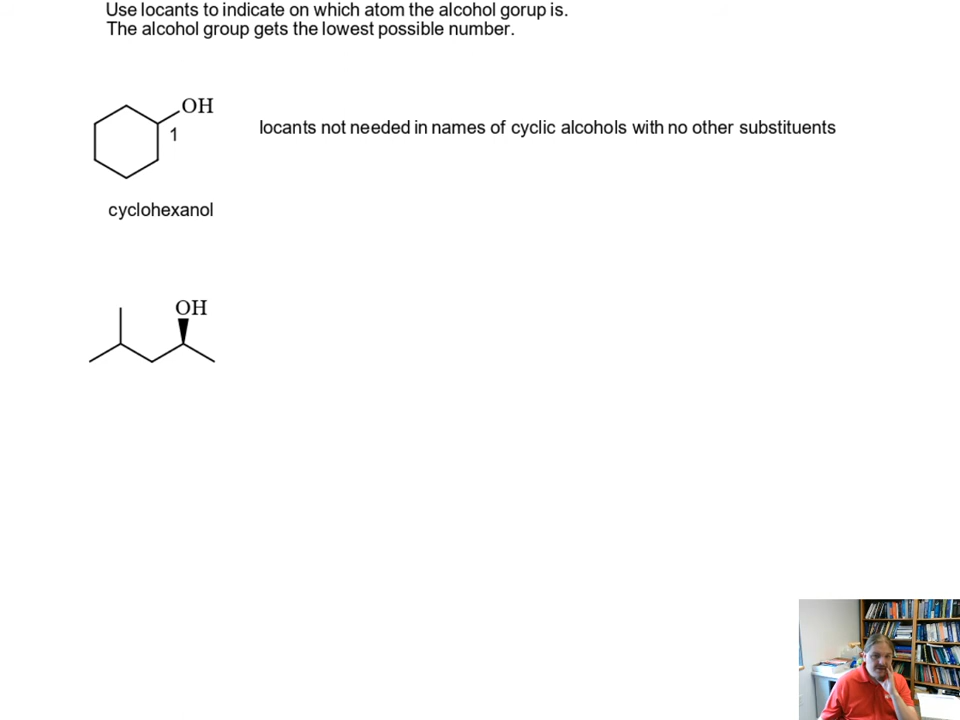 Use locants to indicate on which atom the alcohol gorup is.
The alcohol group gets the lowest possible number.
OH
1
locants not needed in names of cyclic alcohols with no other substituents
cyclohexanol
OH